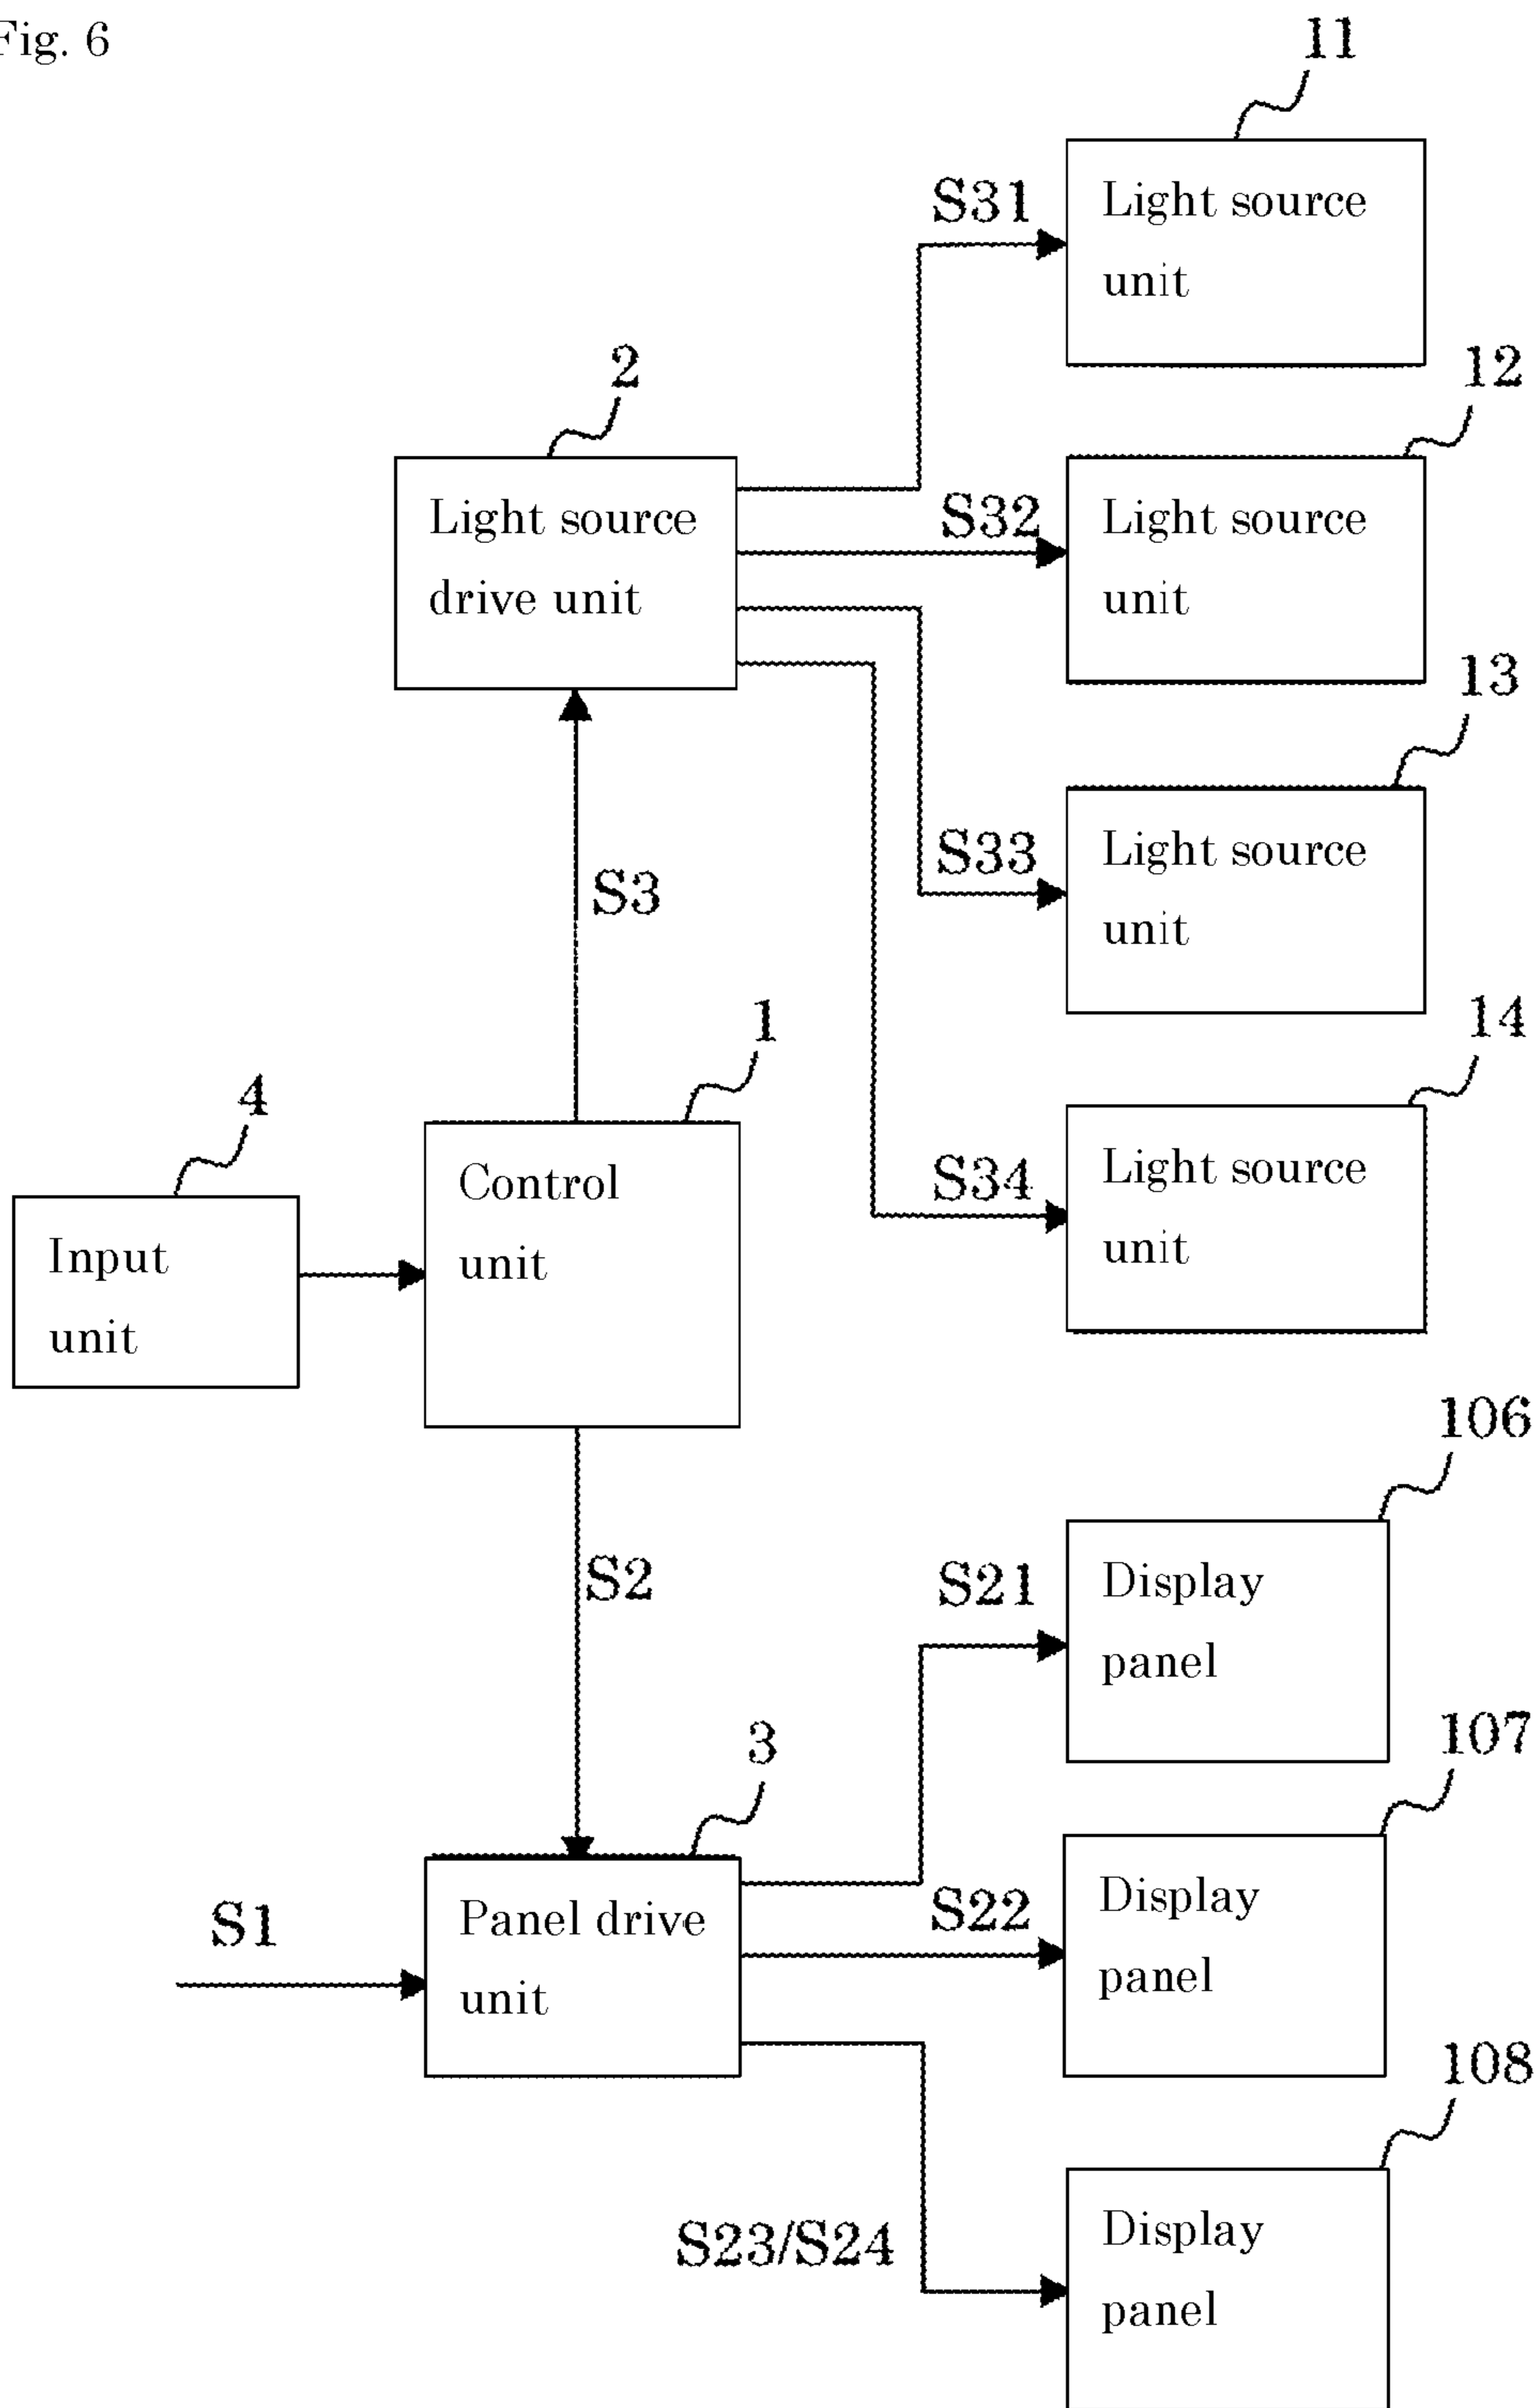 Fig. 6
11
S31
Light source
unit
2
12
Light source
drive unit
S32
Light source
unit
13
S33
Light source
unit
S3
1
14
4
Control
unit
S34
Light source
unit
Input
unit
106
S2
S21
Display
panel
3
107
S1
Panel drive
unit
S22
Display
panel
108
S23/S24
Display
panel